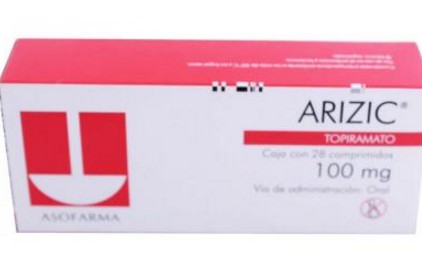 ARIZIC®
TOPIRAMATO
Caja con 28 comprimidos
100 mg
Vía de administración: Oral
ASOFARMA